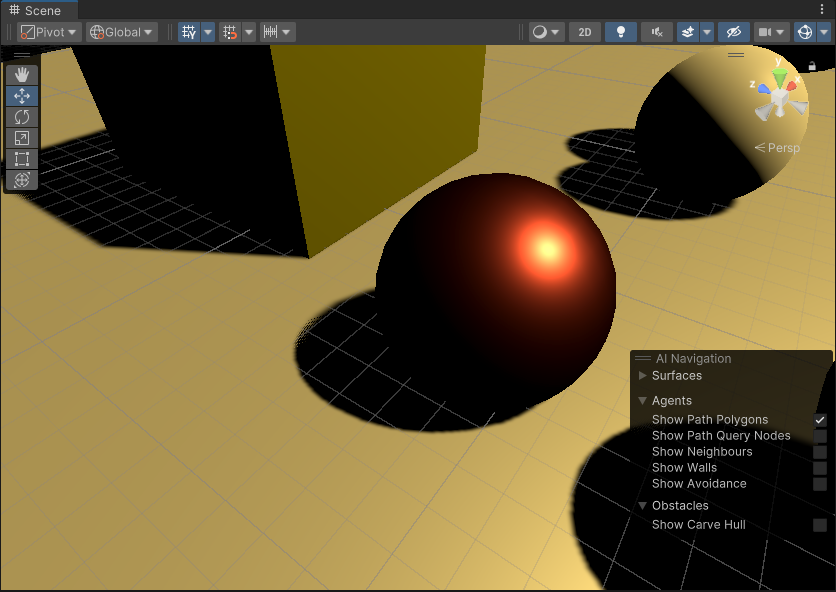 Scene
Pivot
Global
2D
y
x
z
Persp
AI Navigation
Surfaces
Agents
Show Path Polygons
Show Path Query Nodes
Show Neighbours
Show Walls
Show Avoidance
Obstacles
Show Carve Hull